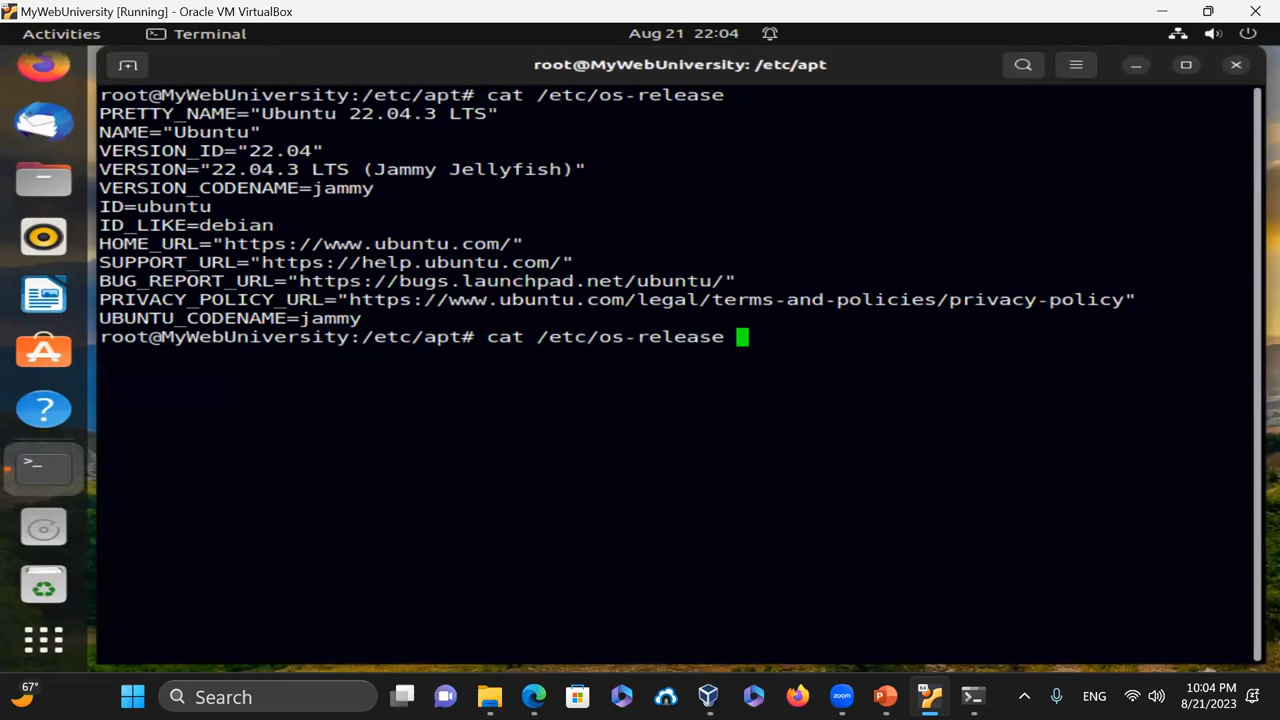 MyWebUniversity [Running] - Oracle VM VirtualBox
Activities Terminal Aug 21 22:04
root@MyWebUniversity: /etc/apt
root@MyWebUniversity:/etc/apt# cat /etc/os-release
PRETTY_NAME="Ubuntu 22.04.3 LTS"
NAME="Ubuntu"
VERSION_ID="22.04"
VERSION="22.04.3 LTS (Jammy Jellyfish)"
VERSION_CODENAME=jammy
ID=ubuntu
ID_LIKE=debian
HOME_URL="https://www.ubuntu.com/"
SUPPORT_URL="https://help.ubuntu.com/"
BUG_REPORT_URL="https://bugs.launchpad.net/ubuntu/"
PRIVACY_POLICY_URL="https://www.ubuntu.com/legal/terms-and-policies/privacy-policy"
UBUNTU_CODENAME=jammy
root@MyWebUniversity:/etc/apt# cat /etc/os-release
67°
Search
zoom
ENG
10:04 PM
8/21/2023